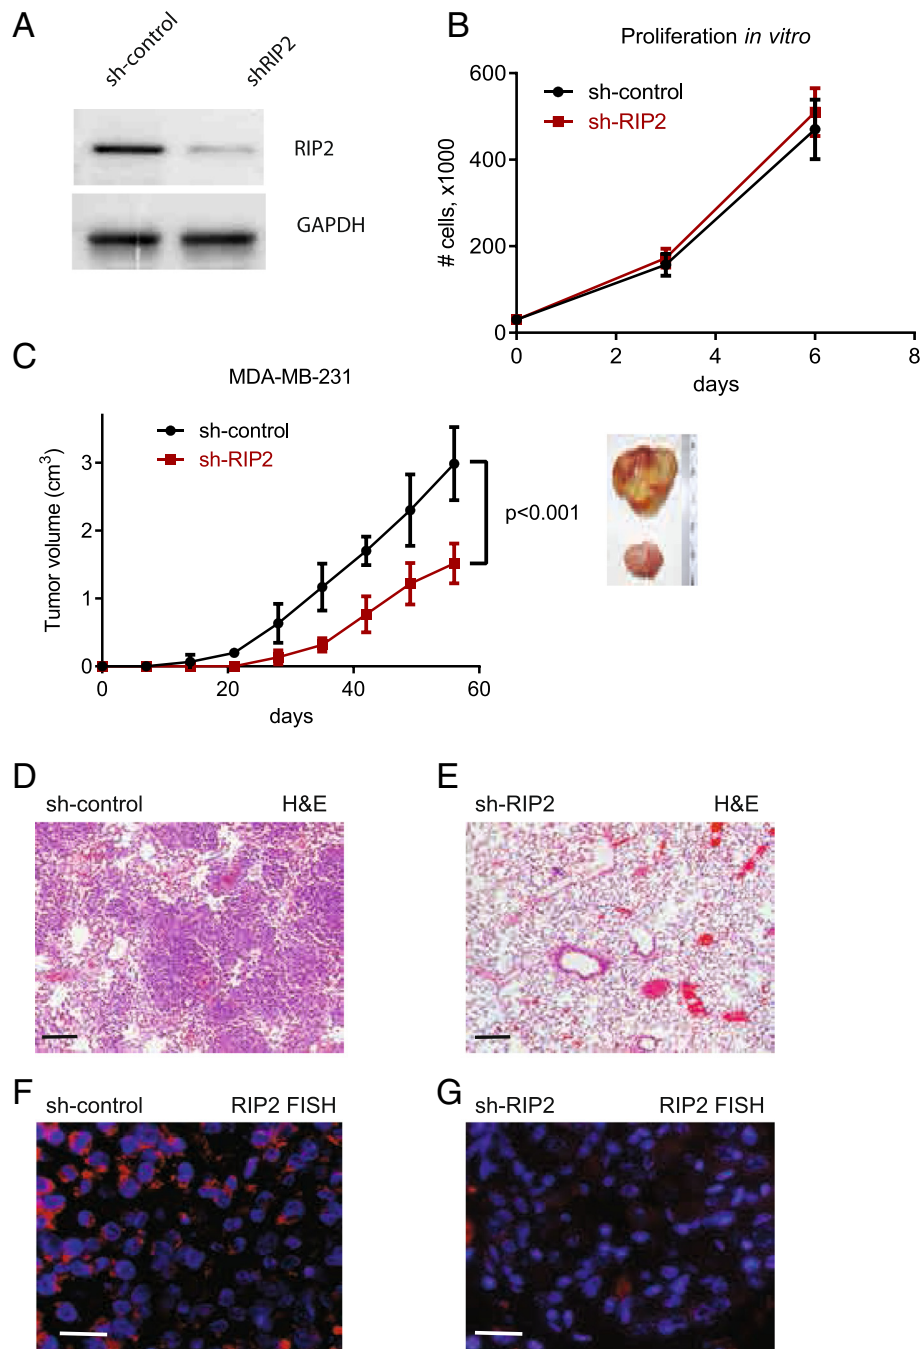 A
sh-control
shRIP2
RIP2
GAPDH
B
Proliferation in vitro
sh-control
sh-RIP2
# cells, x1000
600
400
200
0
0 2 4 6 8
days
C
MDA-MB-231
sh-control
sh-RIP2
Tumor volume (cm3)
3
2
1
0
0 20 40 60
days
p<0.001
D
sh-control H&E
E
sh-RIP2 H&E
F
sh-control RIP2 FISH
G
sh-RIP2 RIP2 FISH